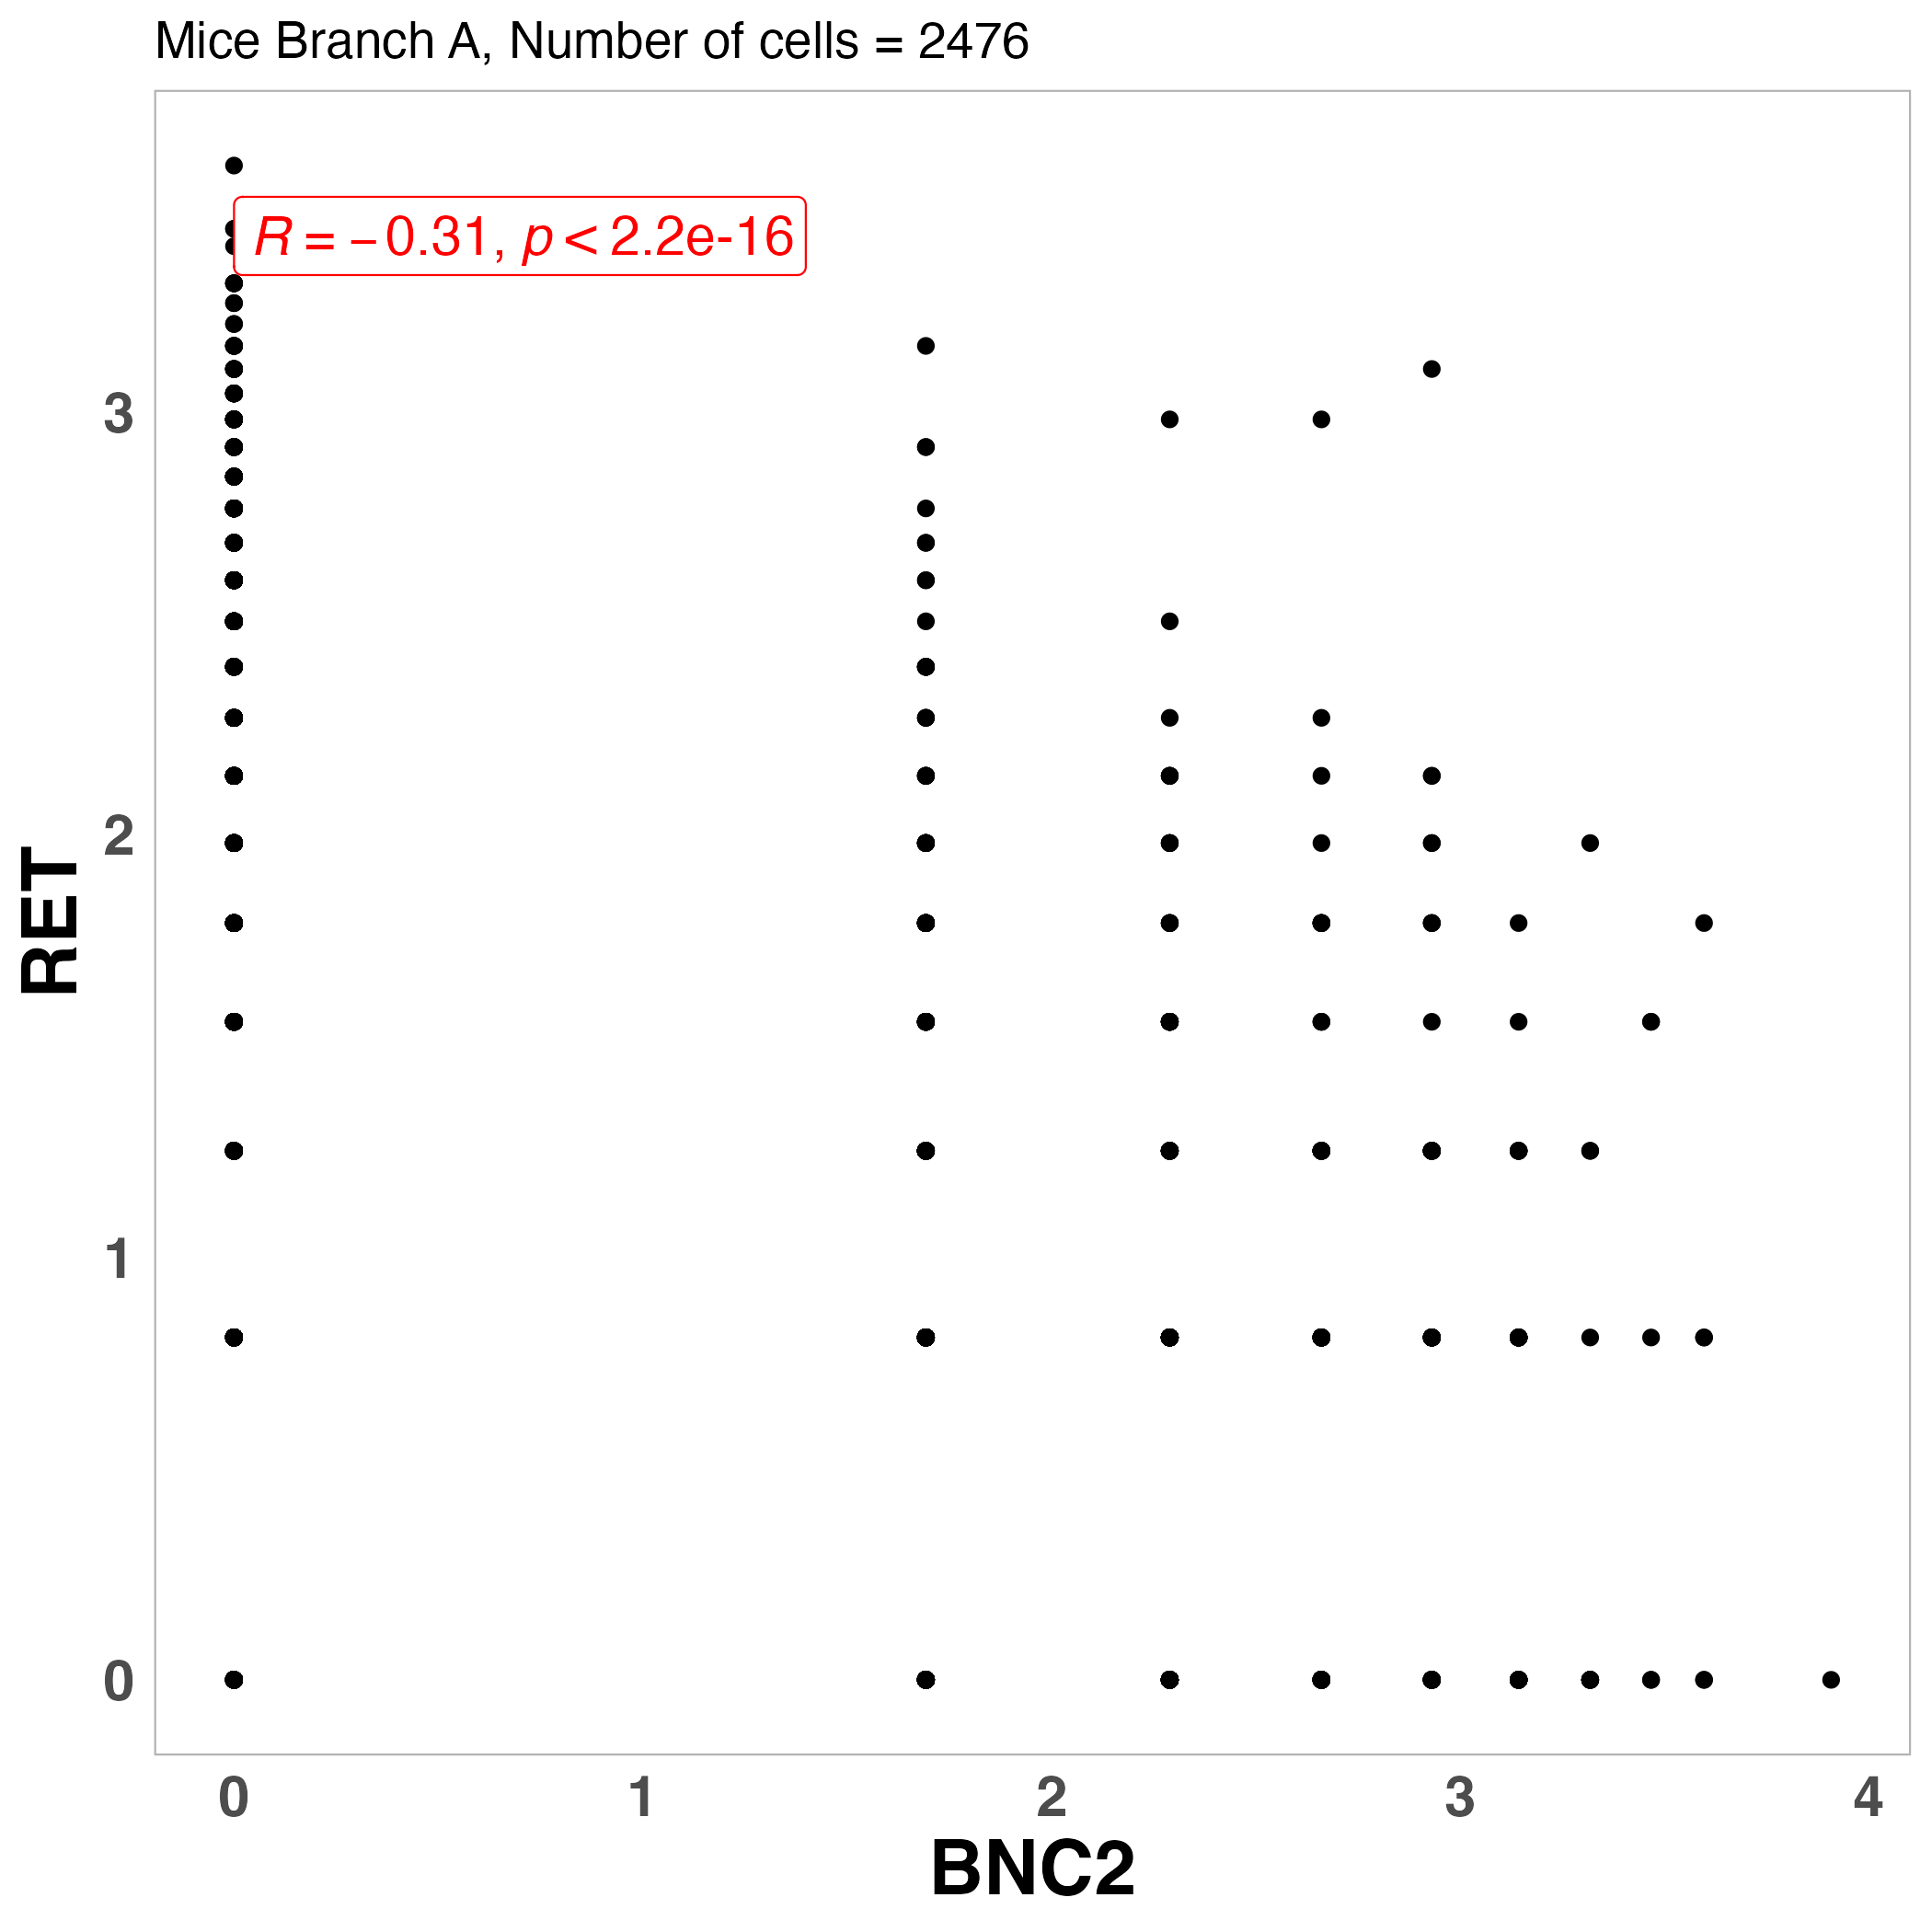 Mice Branch A, Number of cells = 2476
R = −0.31, p < 2.2e-16
3
2
1
0
RET
0 1 2 3 4
BNC2